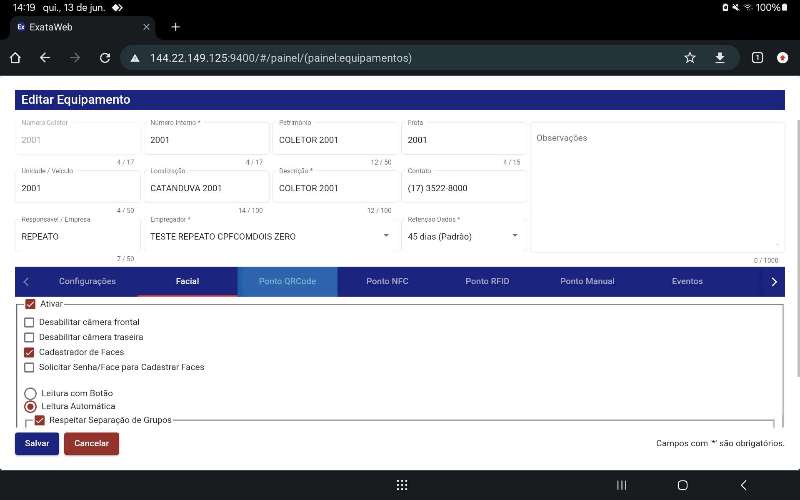 14:19 qui., 13 de jun.
100%
Ex ExataWeb
144.22.149.125:9400/#/painel/(painel:equipamentos)
1
Editar Equipamento
Número Coletor
2001
4 / 17
Número Interno *
2001
4 / 17
Patrimônio
COLETOR 2001
12 / 50
Frota
2001
4 / 15
Observações
0 / 1000
Unidade / Veículo
2001
4 / 50
Localização
CATANDUVA 2001
14 / 100
Descrição *
COLETOR 2001
12 / 100
Contato
(17) 3522-8000
Responsável / Empresa
REPEATO
7 / 50
Empregador *
TESTE REPEATO CPFCOMDOIS ZERO
Retenção Dados *
45 dias (Padrão)
Configurações Facial Ponto QRCode Ponto NFC Ponto RFID Ponto Manual Eventos
Ativar
Desabilitar câmera frontal
Desabilitar câmera traseira
Cadastrador de Faces
Solicitar Senha/Face para Cadastrar Faces
Leitura com Botão
Leitura Automática
Respeitar Separação de Grupos
Salvar Cancelar
Campos com '*' são obrigatórios.